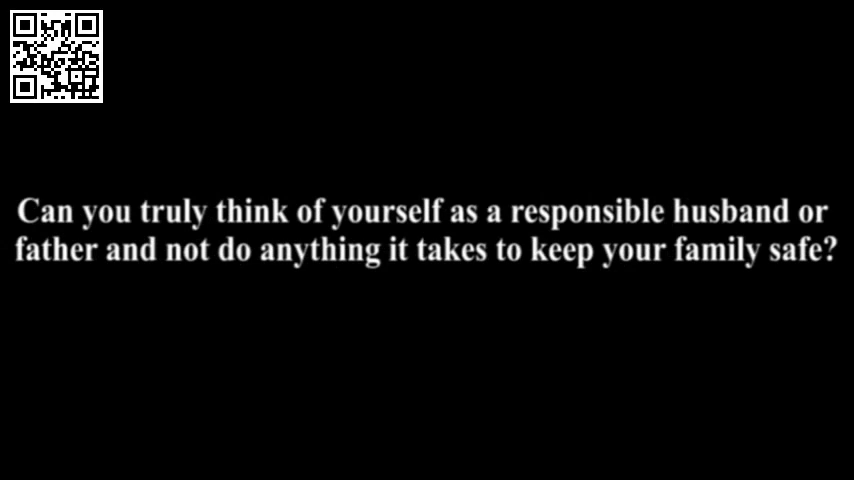 Can you truly think of yourself as a responsible husband or
father and not do anything it takes to keep your family safe?